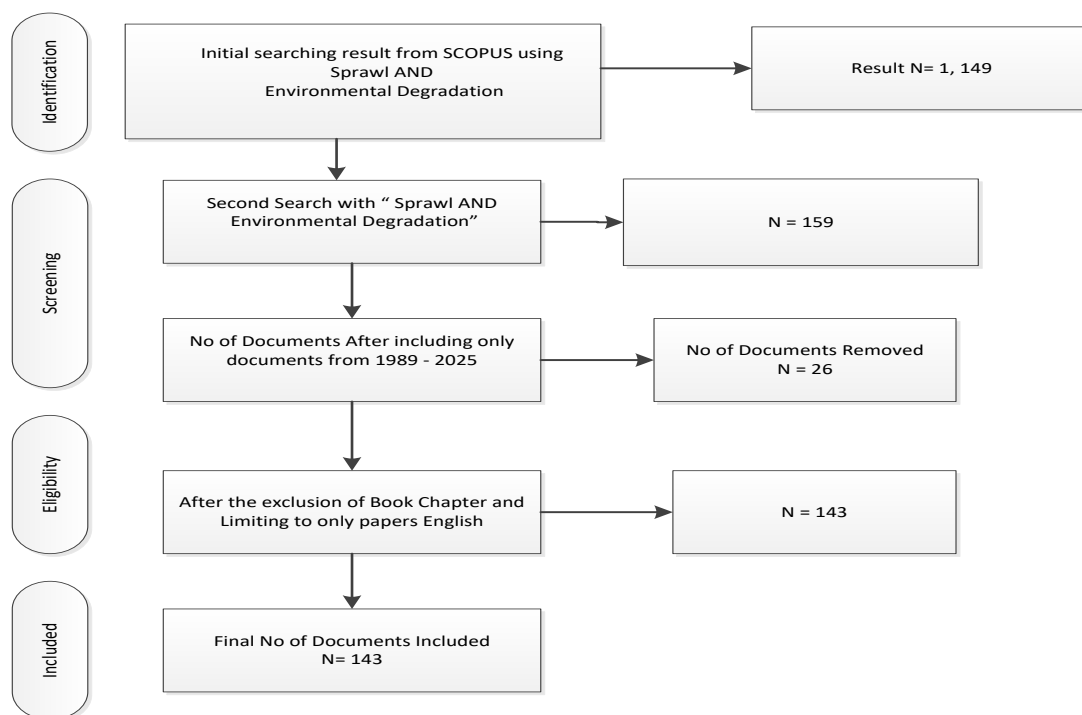 Identification
Initial searching result from SCOPUS using
Sprawl AND
Environmental Degradation
Result N= 1, 149
Screening
Second Search with “ Sprawl AND
Environmental Degradation”
N = 159
No of Documents After including only
documents from 1989 - 2025
No of Documents Removed
N = 26
Eligibility
After the exclusion of Book Chapter and
Limiting to only papers English
N = 143
Included
Final No of Documents Included
N= 143